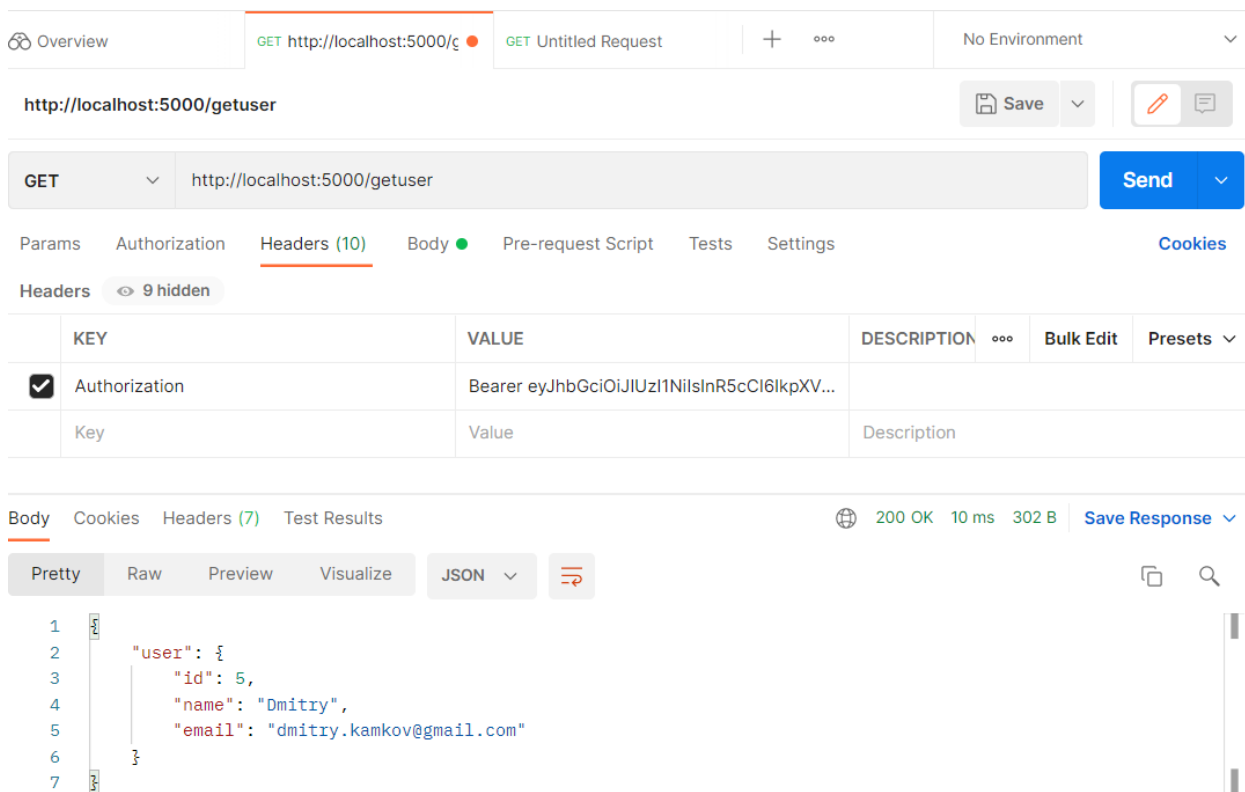 Overview GET http://localhost:5000/g GET Untitled Request No Environment
http://localhost:5000/getuser Save
GET http://localhost:5000/getuser Send
Params Authorization Headers (10) Body Pre-request Script Tests Settings Cookies
Headers 9 hidden
KEY VALUE DESCRIPTION Bulk Edit Presets
Authorization Bearer eyJhbGciOiJIUzI1NiIsInR5cCI6IkpXV...
Key Value Description
Body Cookies Headers (7) Test Results 200 OK 10 ms 302 B Save Response
Pretty Raw Preview Visualize JSON
1 {
2 "user": {
3 "id": 5,
4 "name": "Dmitry",
5 "email": "dmitry.kamkov@gmail.com"
6 }
7 }